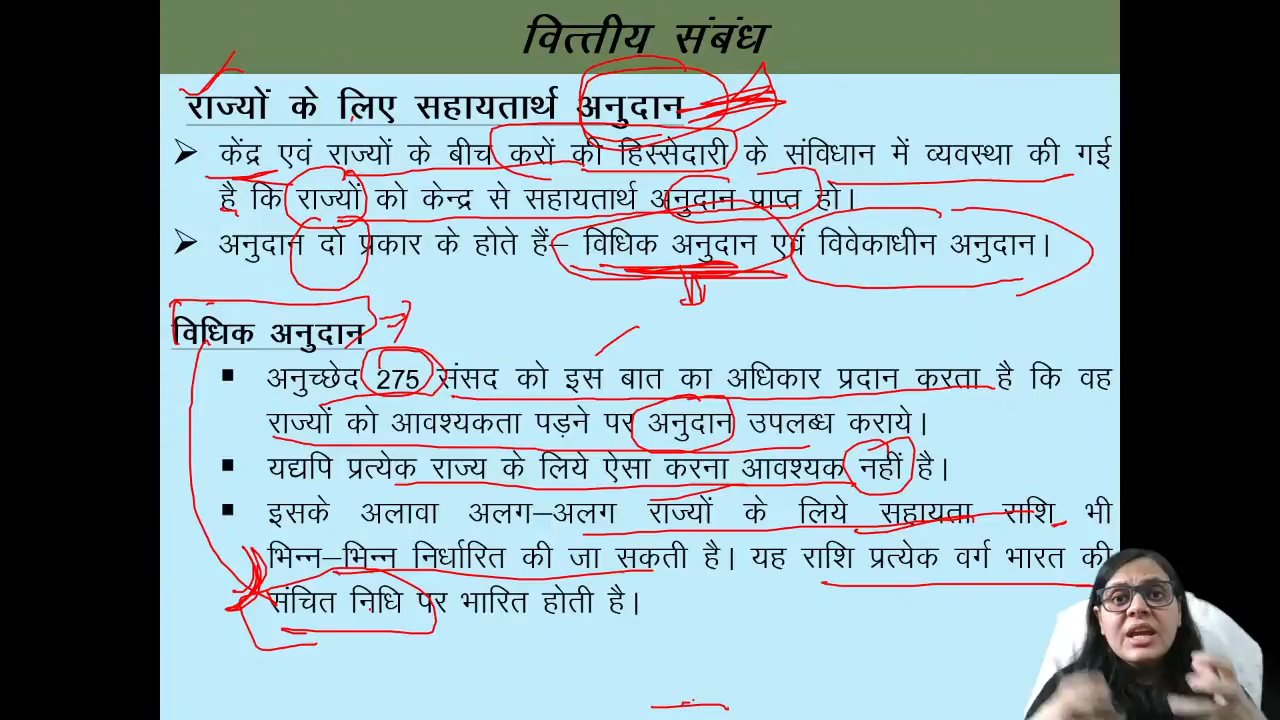 वित्तीय संबंध
राज्यों के लिए सहायतार्थ अनुदान
➤ केंद्र एवं राज्यों के बीच करों की हिस्सेदारी के संविधान में व्यवस्था की गई
है कि राज्यों को केन्द्र से सहायतार्थ अनुदान प्राप्त हो।
➤ अनुदान दो प्रकार के होते हैं– विधिक अनुदान एवं विवेकाधीन अनुदान।
विधिक अनुदान
▪ अनुच्छेद 275 संसद को इस बात का अधिकार प्रदान करता है कि वह
राज्यों को आवश्यकता पड़ने पर अनुदान उपलब्ध कराये।
▪ यद्यपि प्रत्येक राज्य के लिये ऐसा करना आवश्यक नहीं है।
▪ इसके अलावा अलग–अलग राज्यों के लिये सहायता राशि भी
भिन्न–भिन्न निर्धारित की जा सकती है। यह राशि प्रत्येक वर्ग भारत की
संचित निधि पर भारित होती है।